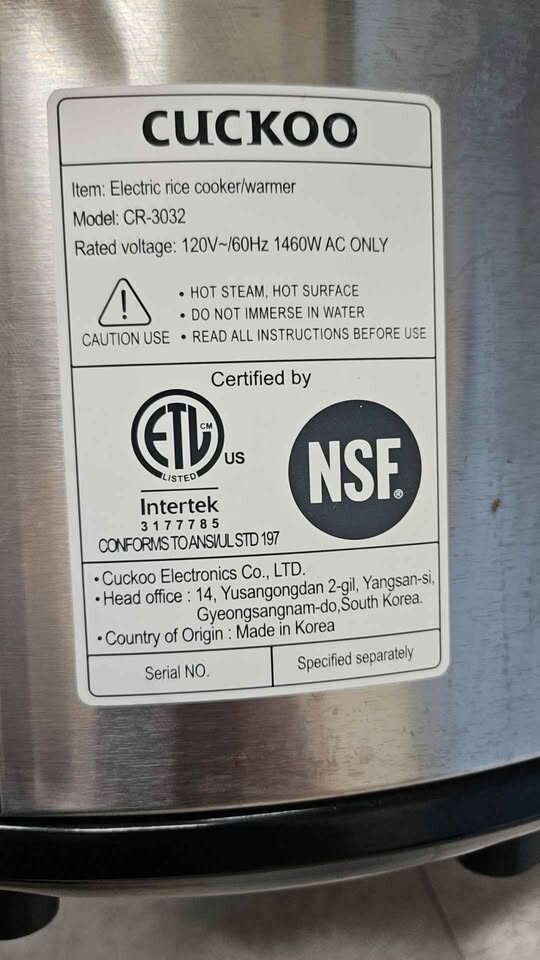 CUCKOO
Item: Electric rice cooker/warmer
Model: CR-3032
Rated voltage: 120V~/60Hz 1460W AC ONLY
• HOT STEAM, HOT SURFACE
• DO NOT IMMERSE IN WATER
CAUTION USE • READ ALL INSTRUCTIONS BEFORE USE
Certified by
ETL CM
LISTED
US
Intertek
3177785
CONFORMS TO ANSI/UL STD 197
NSF®
• Cuckoo Electronics Co., LTD.
• Head office : 14, Yusangongdan 2-gil, Yangsan-si,
Gyeongsangnam-do,South Korea.
• Country of Origin : Made in Korea
Serial NO. Specified separately